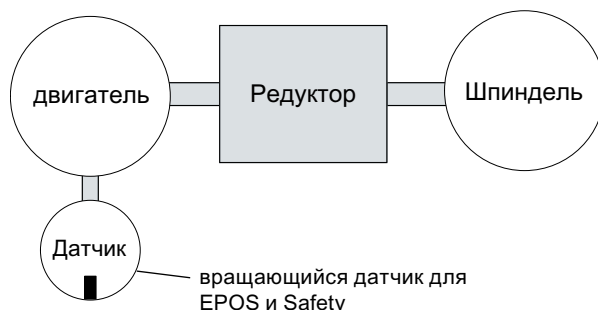 двигатель
Редуктор
Шпиндель
Датчик
вращающийся датчик для
EPOS и Safety